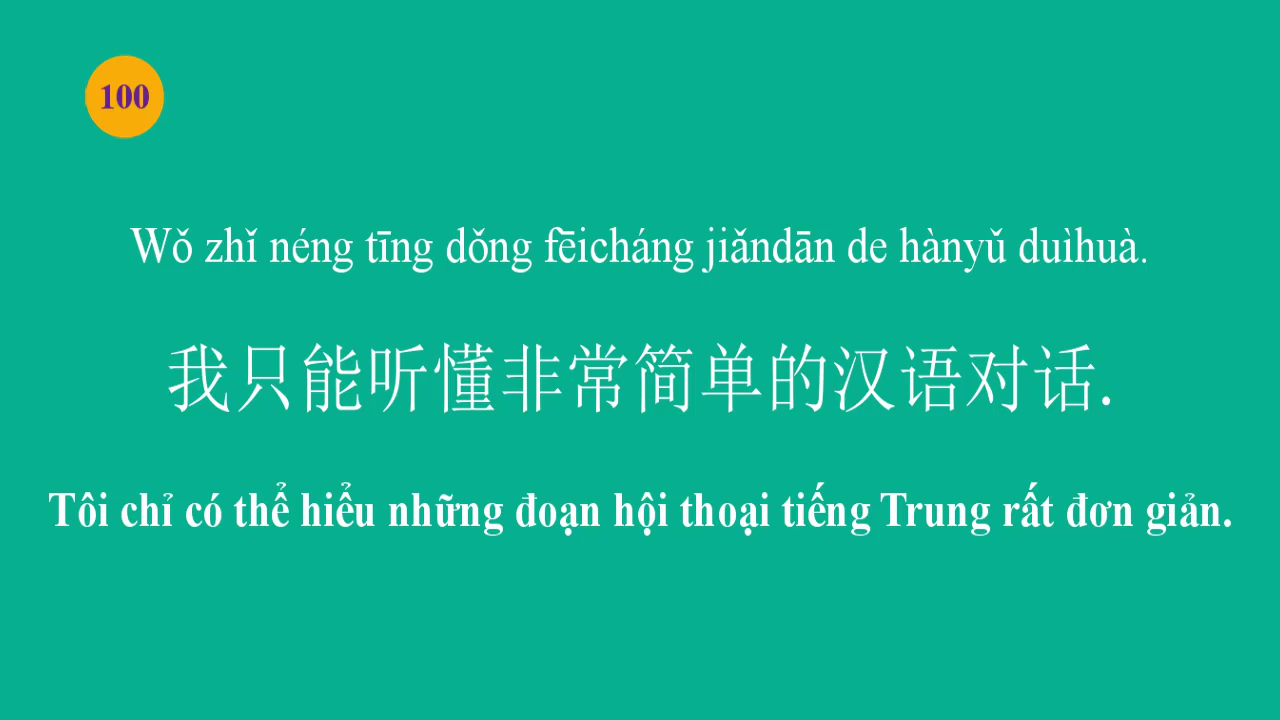 100
Wǒ zhǐ néng tīng dǒng fēicháng jiǎndān de hànyǔ duìhuà.
我只能听懂非常简单的汉语对话.
Tôi chỉ có thể hiểu những đoạn hội thoại tiếng Trung rất đơn giản.